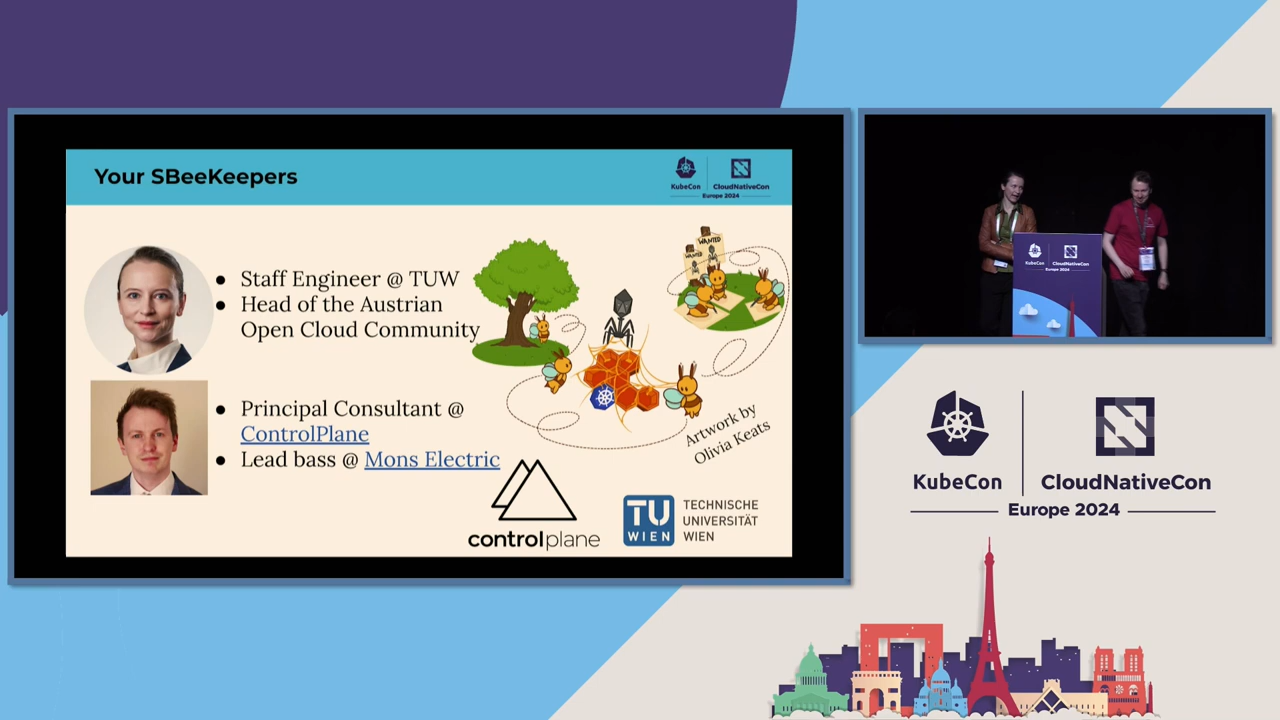 Your SBeeKeepers
KubeCon
CloudNativeCon
Europe 2024
Staff Engineer @ TUW
Head of the Austrian
Open Cloud Community
Principal Consultant @
ControlPlane
Lead bass @ Mons Electric
WANTED
WANTED
Artwork by
Olivia Keats
controlplane
TU
WIEN
TECHNISCHE
UNIVERSITÄT
WIEN
KubeCon
CloudNativeCon
Europe 2024
KubeCon
CloudNativeCon
Europe 2024